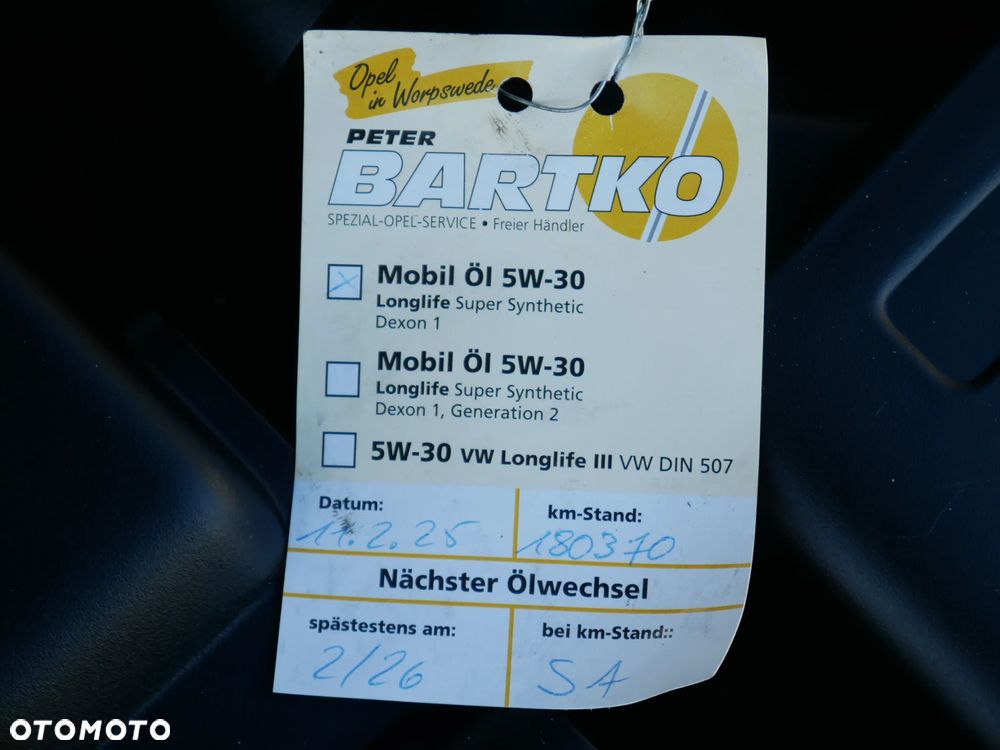 Opel
in Worpswede
PETER
BARTKO
SPEZIAL-OPEL-SERVICE • Freier Händler
Mobil Öl 5W-30
Longlife Super Synthetic
Dexon 1
Mobil Öl 5W-30
Longlife Super Synthetic
Dexon 1, Generation 2
5W-30 VW Longlife III VW DIN 507
Datum: km-Stand:
11.2.25 180370
Nächster Ölwechsel
spästestens am: bei km-Stand::
2/26 SA
OTOMOTO